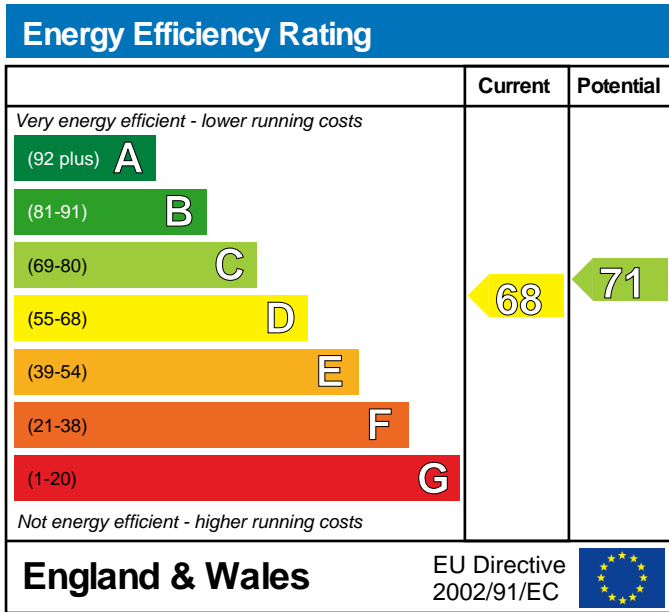 Energy Efficiency Rating
Current Potential
Very energy efficient - lower running costs
(92 plus) A
(81-91) B
(69-80) C
(55-68) D
(39-54) E
(21-38) F
(1-20) G
68 71
Not energy efficient - higher running costs
England & Wales
EU Directive
2002/91/EC